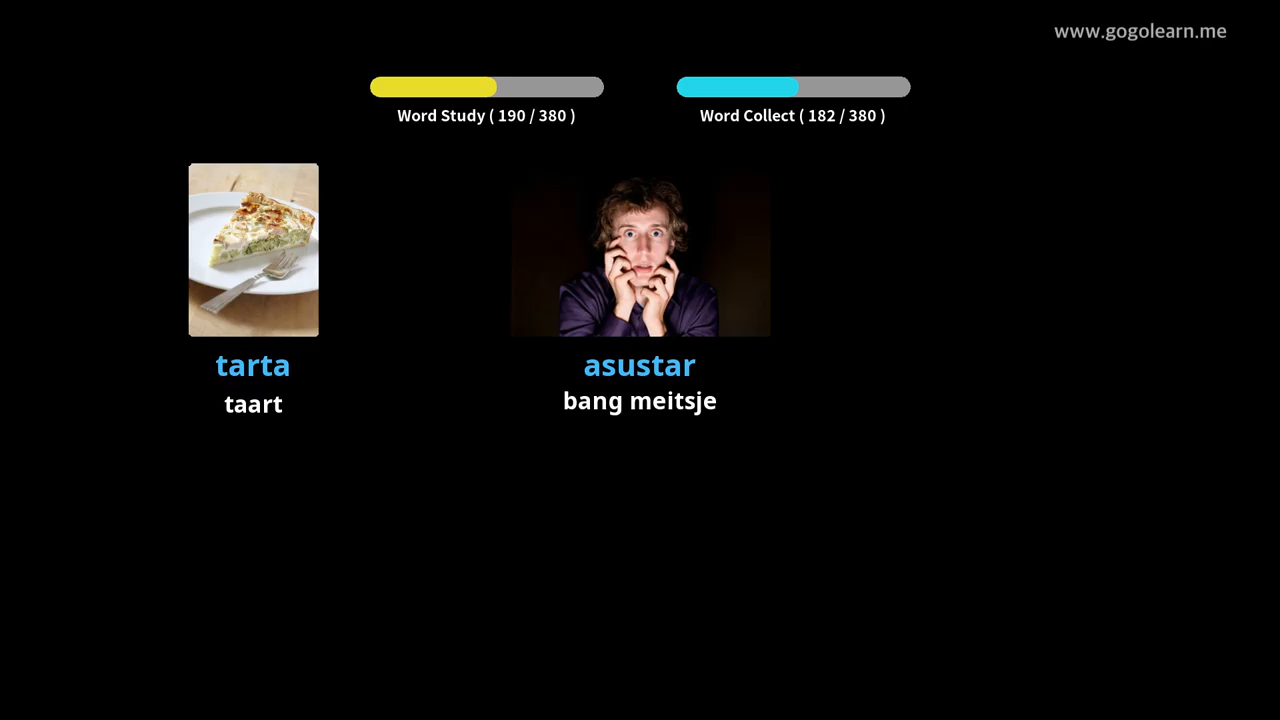 www.gogolearn.me
Word Study ( 190 / 380 )
Word Collect ( 182 / 380 )
tarta
taart
asustar
bang meitsje